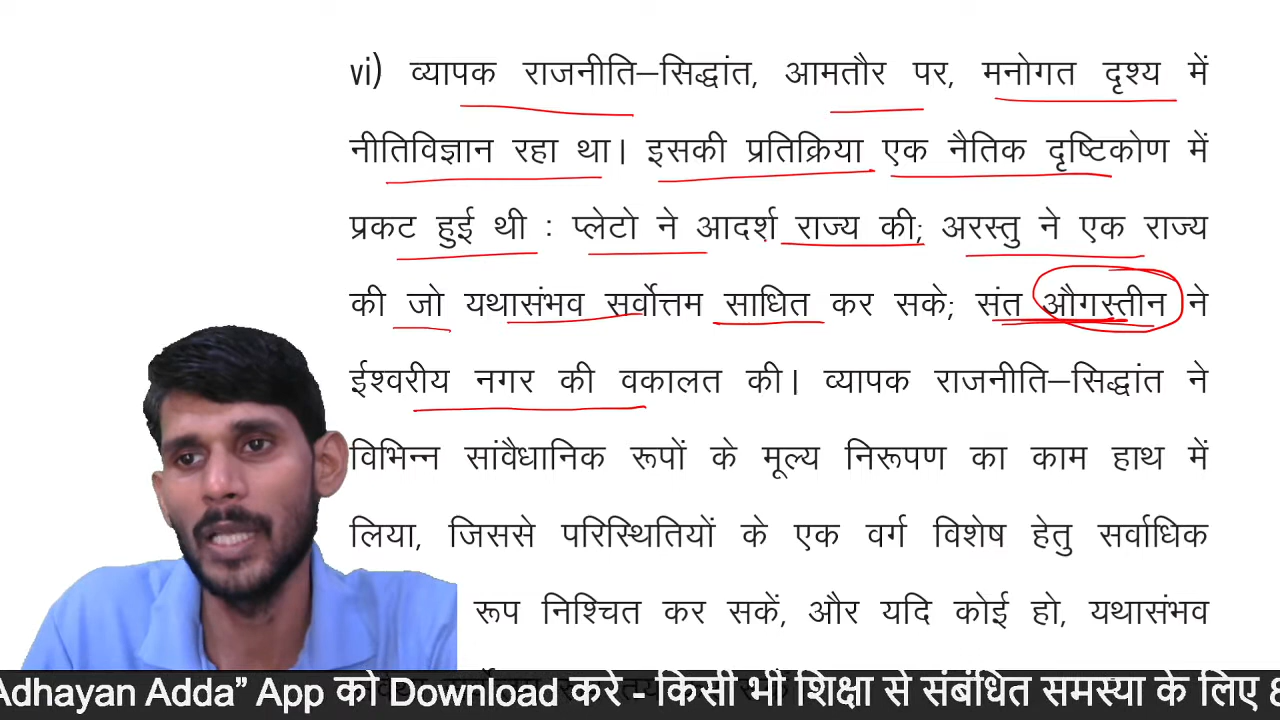 vi) व्यापक राजनीति–सिद्धांत, आमतौर पर, मनोगत दृश्य में
नीतिविज्ञान रहा था। इसकी प्रतिक्रिया एक नैतिक दृष्टिकोण में
प्रकट हुई थी : प्लेटो ने आदर्श राज्य की; अरस्तु ने एक राज्य
की जो यथासंभव सर्वोत्तम साधित कर सके; संत औगस्तीन ने
ईश्वरीय नगर की वकालत की। व्यापक राजनीति–सिद्धांत ने
विभिन्न सांवैधानिक रूपों के मूल्य निरूपण का काम हाथ में
लिया, जिससे परिस्थितियों के एक वर्ग विशेष हेतु सर्वाधिक
रूप निश्चित कर सकें, और यदि कोई हो, यथासंभव
Adhayan Adda” App को Download करे - किसी भी शिक्षा से संबंधित समस्या के लिए